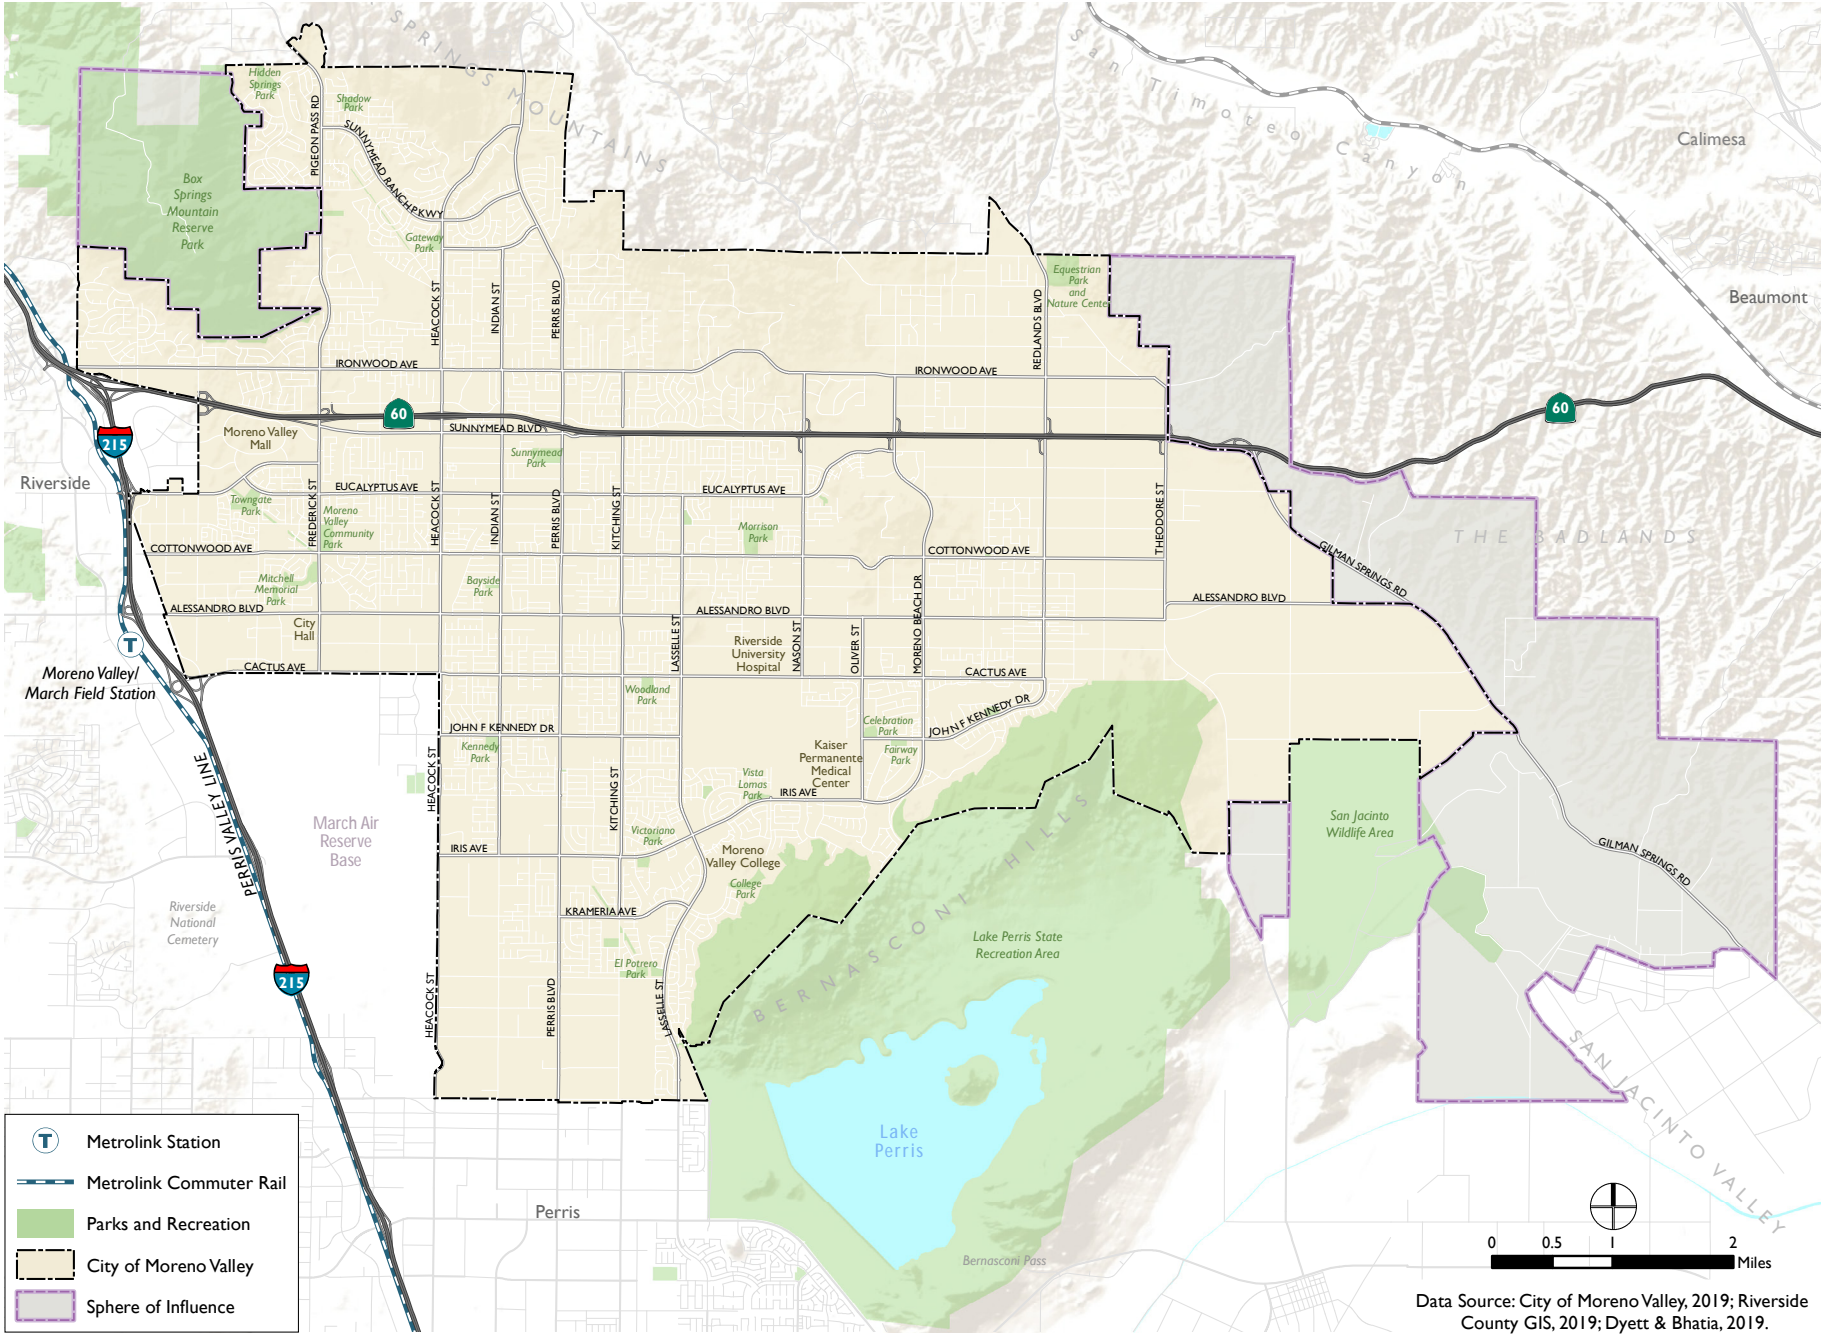 SPRINGS MOUNTAINS
San Timoteo Canyon
Calimesa
Beaumont
Hidden
Springs
Park
Shadow
Park
PIGEON PASS RD
SUNNYMEAD RANCH PKWY
Box
Springs
Mountain
Reserve
Park
Gateway
Park
HEACOCK ST
INDIAN ST
PERRIS BLVD
REDLANDS BLVD
Equestrian
Park
and
Nature Center
IRONWOOD AVE
IRONWOOD AVE
60
60
SUNNYMEAD BLVD
Moreno Valley
Mall
Sunnymead
Park
215
Riverside
EUCALYPTUS AVE
EUCALYPTUS AVE
Towngate
Park
FREDERICK ST
Moreno
Valley
Community
Park
HEACOCK ST
INDIAN ST
PERRIS BLVD
KITCHING ST
Morrison
Park
THEODORE ST
THE BADLANDS
COTTONWOOD AVE
COTTONWOOD AVE
GILMAN SPRINGS RD
Mitchell
Memorial
Park
Bayside
Park
MORENO BEACH DR
ALESSANDRO BLVD
ALESSANDRO BLVD
ALESSANDRO BLVD
City
Hall
LASSELLE ST
Riverside
University
Hospital
NASON ST
OLIVER ST
T
Moreno Valley/
March Field Station
CACTUS AVE
CACTUS AVE
Woodland
Park
JOHN F KENNEDY DR
JOHN F KENNEDY DR
Celebration
Park
Kennedy
Park
Kaiser
Permanente
Medical
Center
Fairway
Park
PERRIS VALLEY LINE
HEACOCK ST
KITCHING ST
Vista
Lomas
Park
IRIS AVE
March Air
Reserve
Base
Victoriano
Park
IRIS AVE
Moreno
Valley College
College
Park
San Jacinto
Wildlife Area
GILMAN SPRINGS RD
BERNASCONI HILLS
Riverside
National
Cemetery
KRAMERIA AVE
Lake Perris State
Recreation Area
El Potrero
Park
215
HEACOCK ST
PERRIS BLVD
LASSELLE ST
SAN JACINTO VALLEY
Lake
Perris
Perris
Bernasconi Pass
T Metrolink Station
Metrolink Commuter Rail
Parks and Recreation
City of Moreno Valley
Sphere of Influence
0 0.5 1 2
Miles
Data Source: City of Moreno Valley, 2019; Riverside
County GIS, 2019; Dyett & Bhatia, 2019.